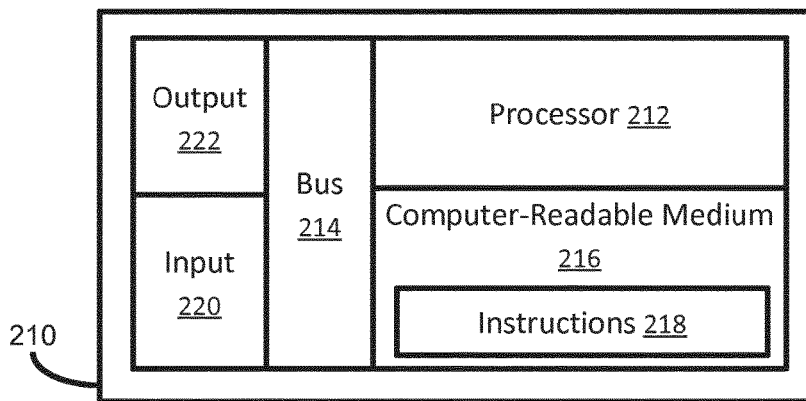 Output
222
Input
220
Bus
214
Processor 212
Computer-Readable Medium
216
Instructions 218
210